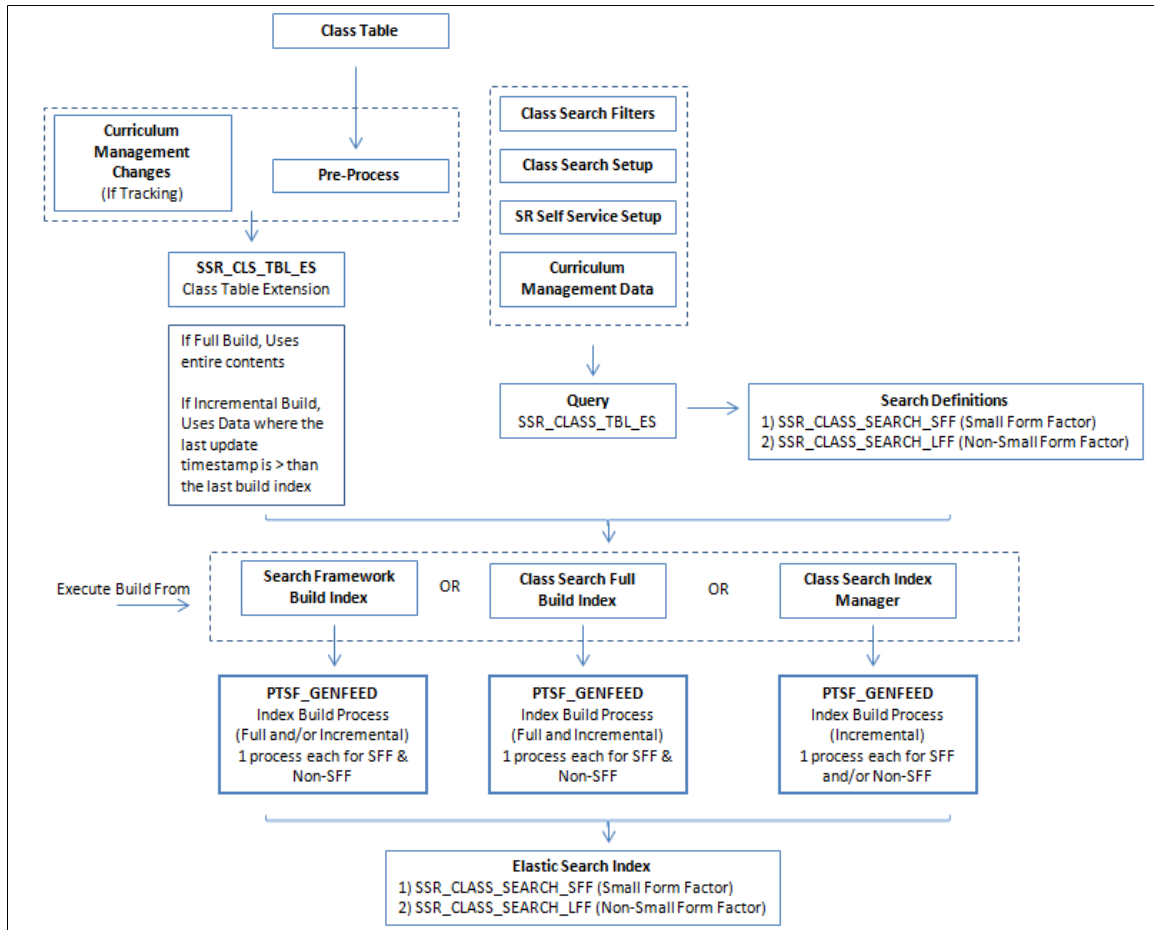 Class Table
Curriculum
Management
Changes
(If Tracking)
Pre-Process
SSR_CLS_TBL_ES
Class Table Extension
If Full Build, Uses
entire contents
If Incremental Build,
Uses Data where the
last update
timestamp is > than
the last build index
Class Search Filters
Class Search Setup
SR Self Service Setup
Curriculum
Management Data
Query
SSR_CLASS_TBL_ES
Search Definitions
1) SSR_CLASS_SEARCH_SFF (Small Form Factor)
2) SSR_CLASS_SEARCH_LFF (Non-Small Form Factor)
Execute Build From
Search Framework
Build Index
OR
Class Search Full
Build Index
OR
Class Search Index
Manager
PTSF_GENFEED
Index Build Process
(Full and/or Incremental)
1 process each for SFF &
Non-SFF
PTSF_GENFEED
Index Build Process
(Full and Incremental)
1 process each for SFF &
Non-SFF
PTSF_GENFEED
Index Build Process
(Incremental)
1 process each for SFF
and/or Non-SFF
Elastic Search Index
1) SSR_CLASS_SEARCH_SFF (Small Form Factor)
2) SSR_CLASS_SEARCH_LFF (Non-Small Form Factor)